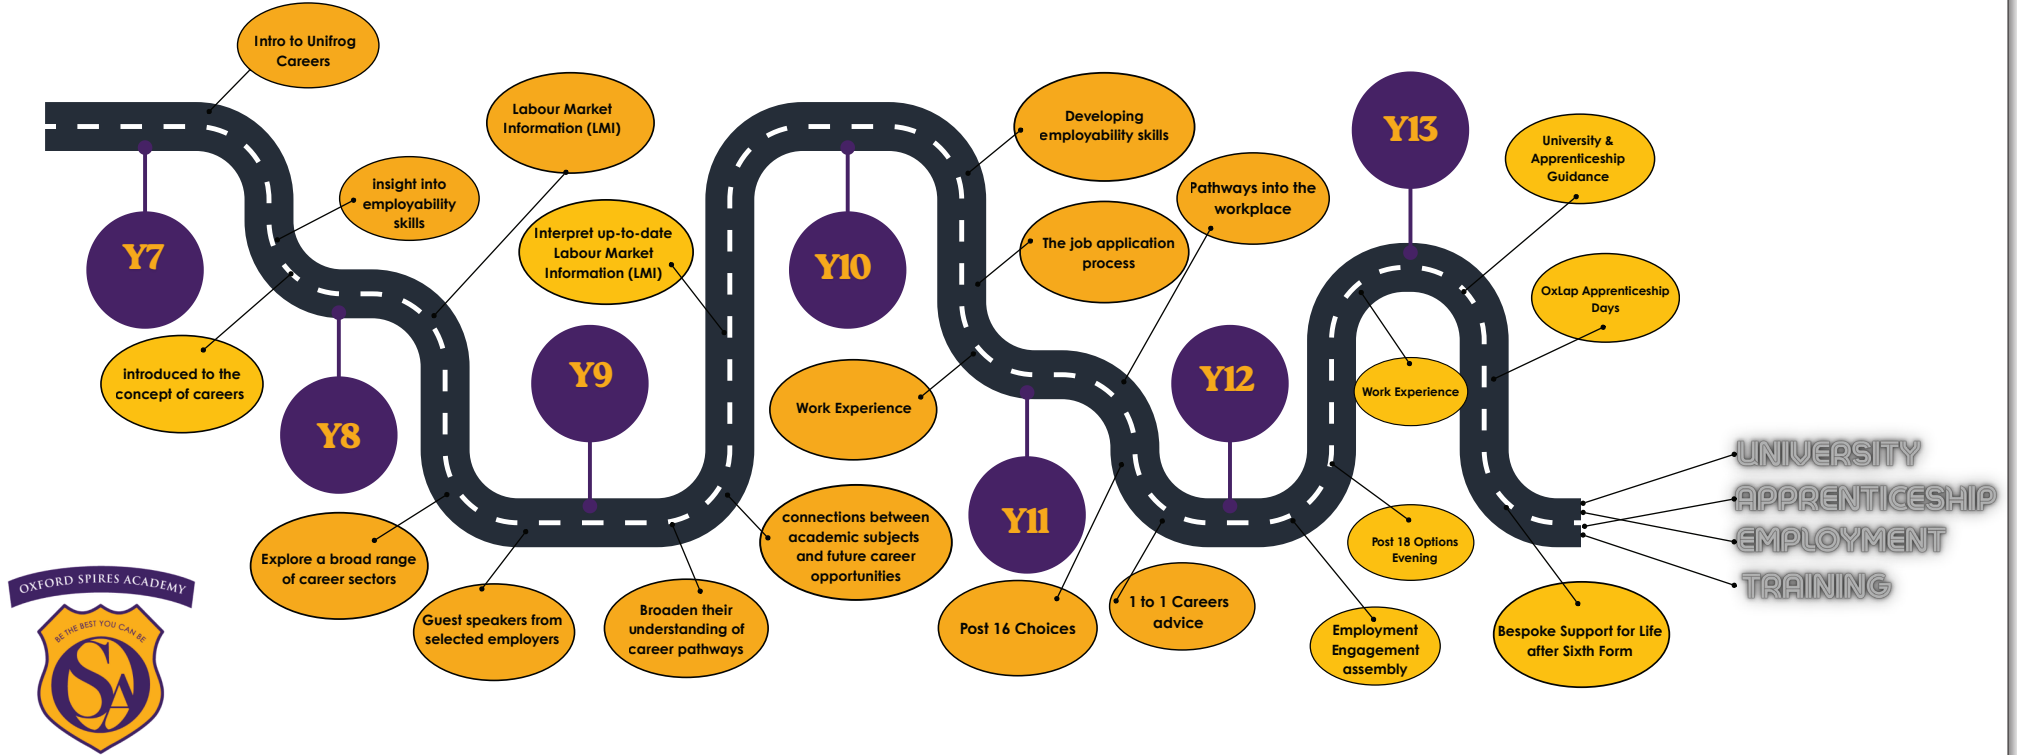 Intro to Unifrog
Careers
Y7
insight into
employability
skills
introduced to the
concept of careers
Y8
Labour Market
Information (LMI)
Explore a broad range
of career sectors
Guest speakers from
selected employers
Y9
Broaden their
understanding of
career pathways
connections between
academic subjects
and future career
opportunities
Interpret up-to-date
Labour Market
Information (LMI)
Y10
Developing
employability skills
The job application
process
Work Experience
Y11
Pathways into the
workplace
Post 16 Choices
1 to 1 Careers
advice
Y12
Employment
Engagement
assembly
Post 18 Options
Evening
Work Experience
Y13
University &
Apprenticeship
Guidance
OxLap Apprenticeship
Days
Bespoke Support for Life
after Sixth Form
UNIVERSITY
APPRENTICESHIP
EMPLOYMENT
TRAINING
OXFORD SPIRES ACADEMY
BE THE BEST YOU CAN BE
OSA